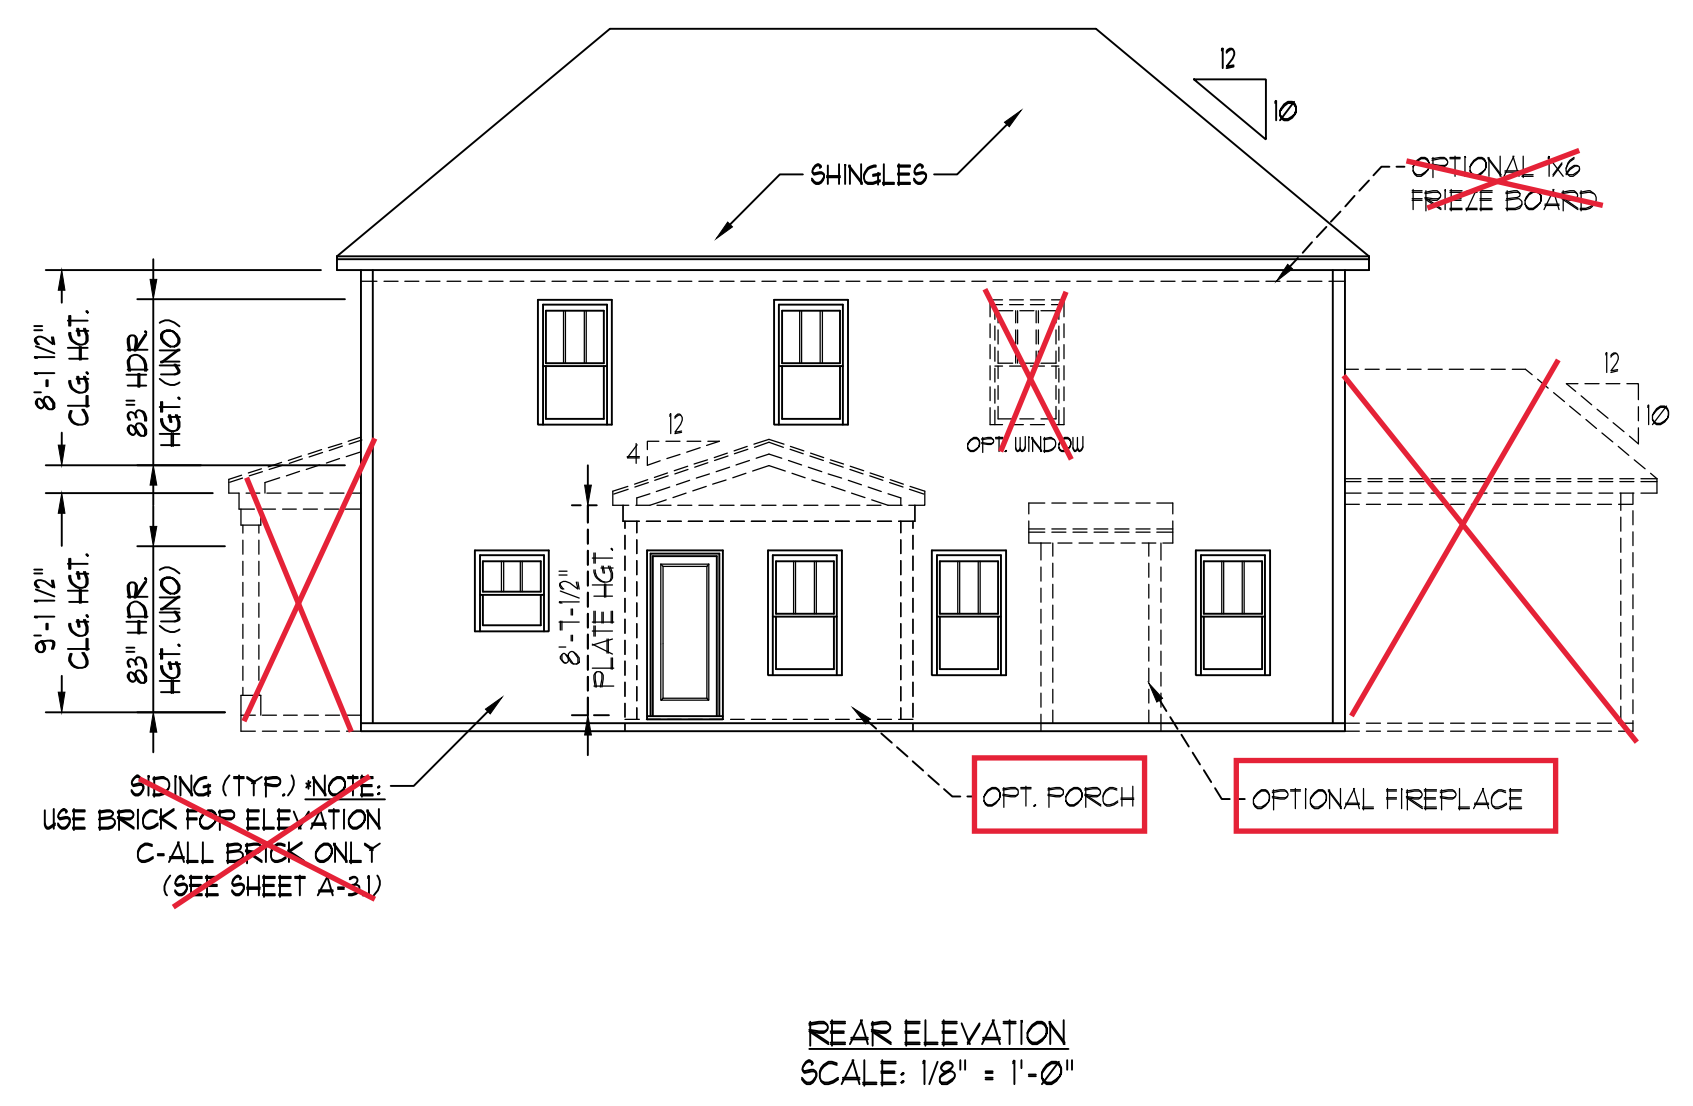 12
10
SHINGLES
OPTIONAL 1x6
FRIEZE BOARD
8'-1 1/2"
CLG. HGT.
83" HDR.
HGT. (UNO)
12
10
12
4
OPT. WINDOW
9'-1 1/2"
CLG. HGT.
83" HDR.
HGT. (UNO)
8'-1-1/2"
PLATE HGT.
SIDING (TYP.) *NOTE:
USE BRICK FOR ELEVATION
C-ALL BRICK ONLY
(SEE SHEET A-3.1)
OPT. PORCH
OPTIONAL FIREPLACE
REAR ELEVATION
SCALE: 1/8" = 1'-0"